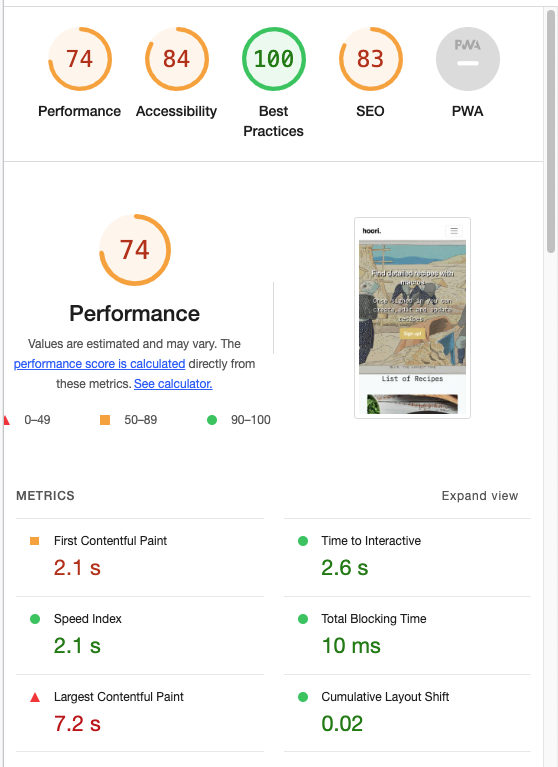 74
84
100
83
PWA
Performance
Accessibility
Best
Practices
SEO
PWA
74
Performance
Values are estimated and may vary. The
performance score is calculated directly from
these metrics. See calculator.
0–49
50–89
90–100
hoori.
Find detailed recipes with
List of Recipes
METRICS
Expand view
First Contentful Paint
2.1 s
Time to Interactive
2.6 s
Speed Index
2.1 s
Total Blocking Time
10 ms
Largest Contentful Paint
7.2 s
Cumulative Layout Shift
0.02